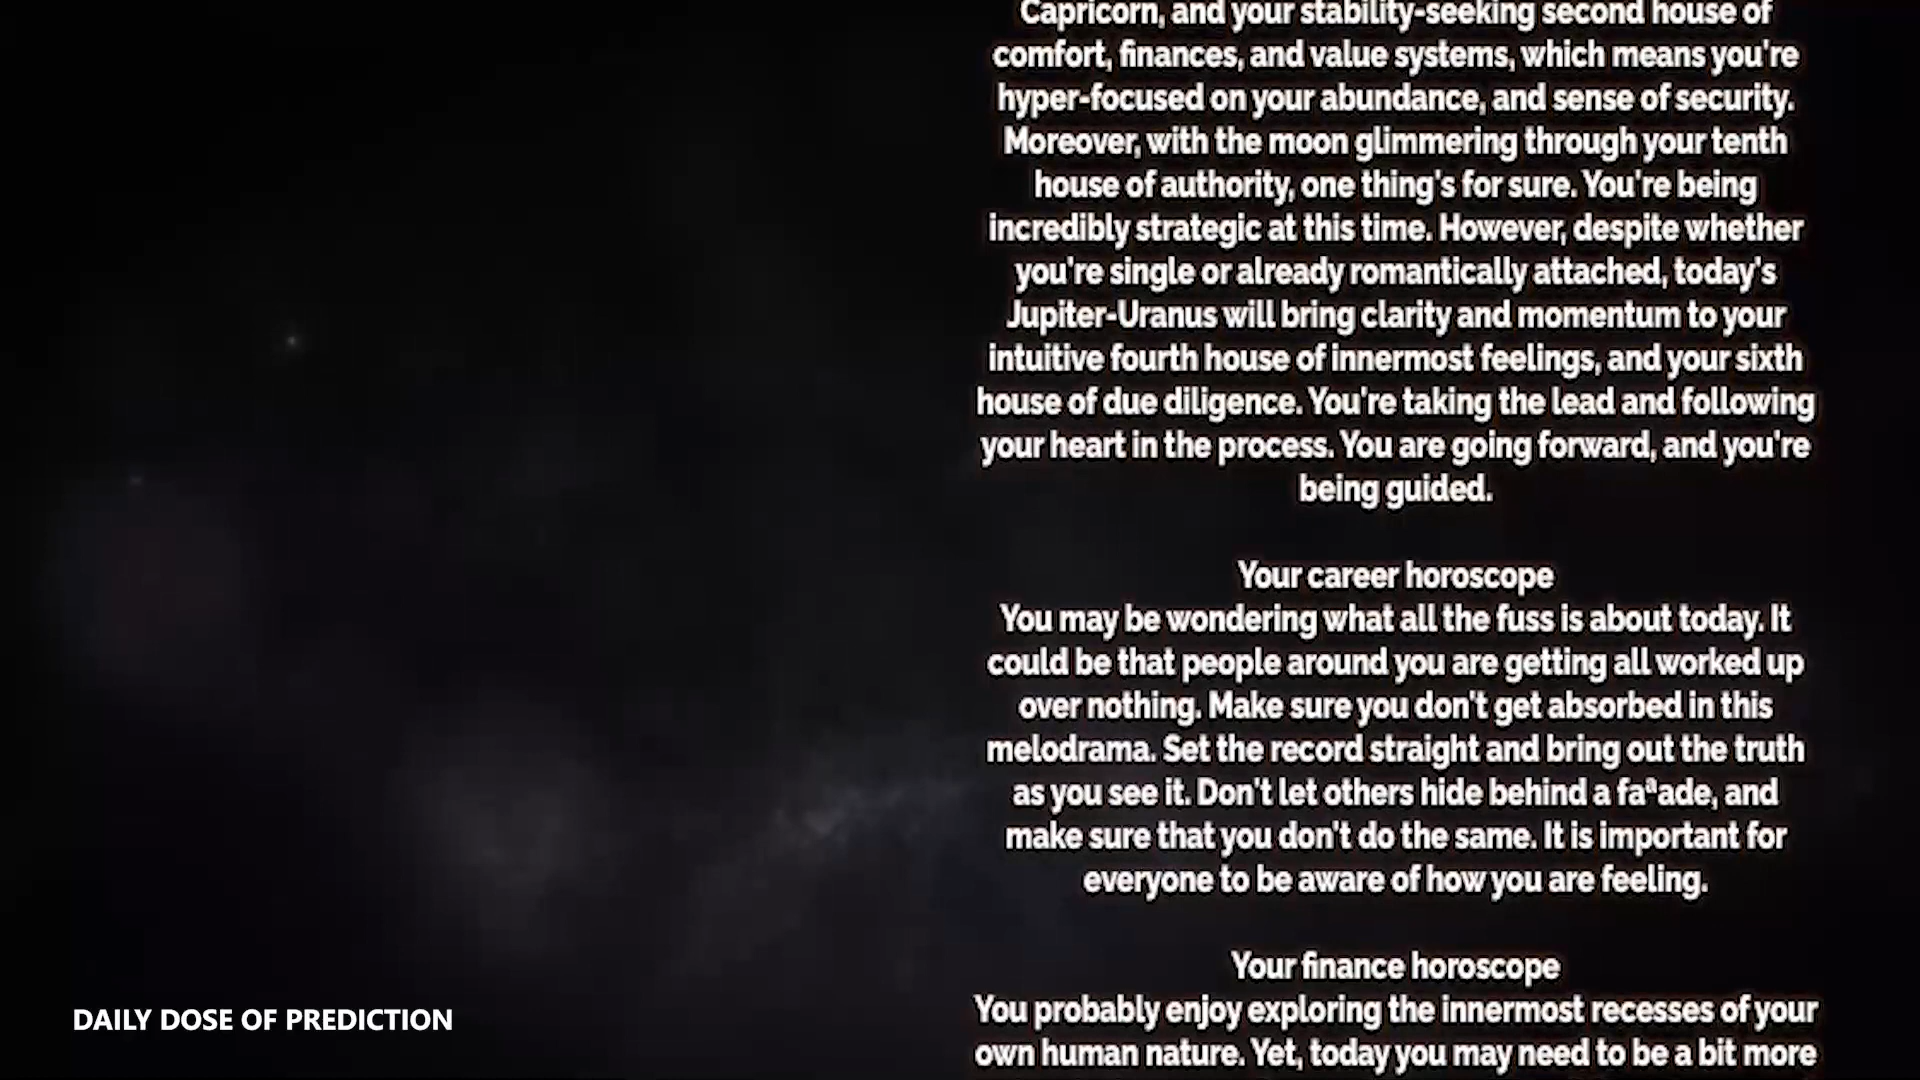 Capricorn, and your stability-seeking second house of
comfort, finances, and value systems, which means you're
hyper-focused on your abundance, and sense of security.
Moreover, with the moon glimmering through your tenth
house of authority, one thing's for sure. You're being
incredibly strategic at this time. However, despite whether
you're single or already romantically attached, today's
Jupiter-Uranus will bring clarity and momentum to your
intuitive fourth house of innermost feelings, and your sixth
house of due diligence. You're taking the lead and following
your heart in the process. You are going forward, and you're
being guided.
Your career horoscope
You may be wondering what all the fuss is about today. It
could be that people around you are getting all worked up
over nothing. Make sure you don't get absorbed in this
melodrama. Set the record straight and bring out the truth
as you see it. Don't let others hide behind a faªade, and
make sure that you don't do the same. It is important for
everyone to be aware of how you are feeling.
Your finance horoscope
You probably enjoy exploring the innermost recesses of your
own human nature. Yet, today you may need to be a bit more
DAILY DOSE OF PREDICTION